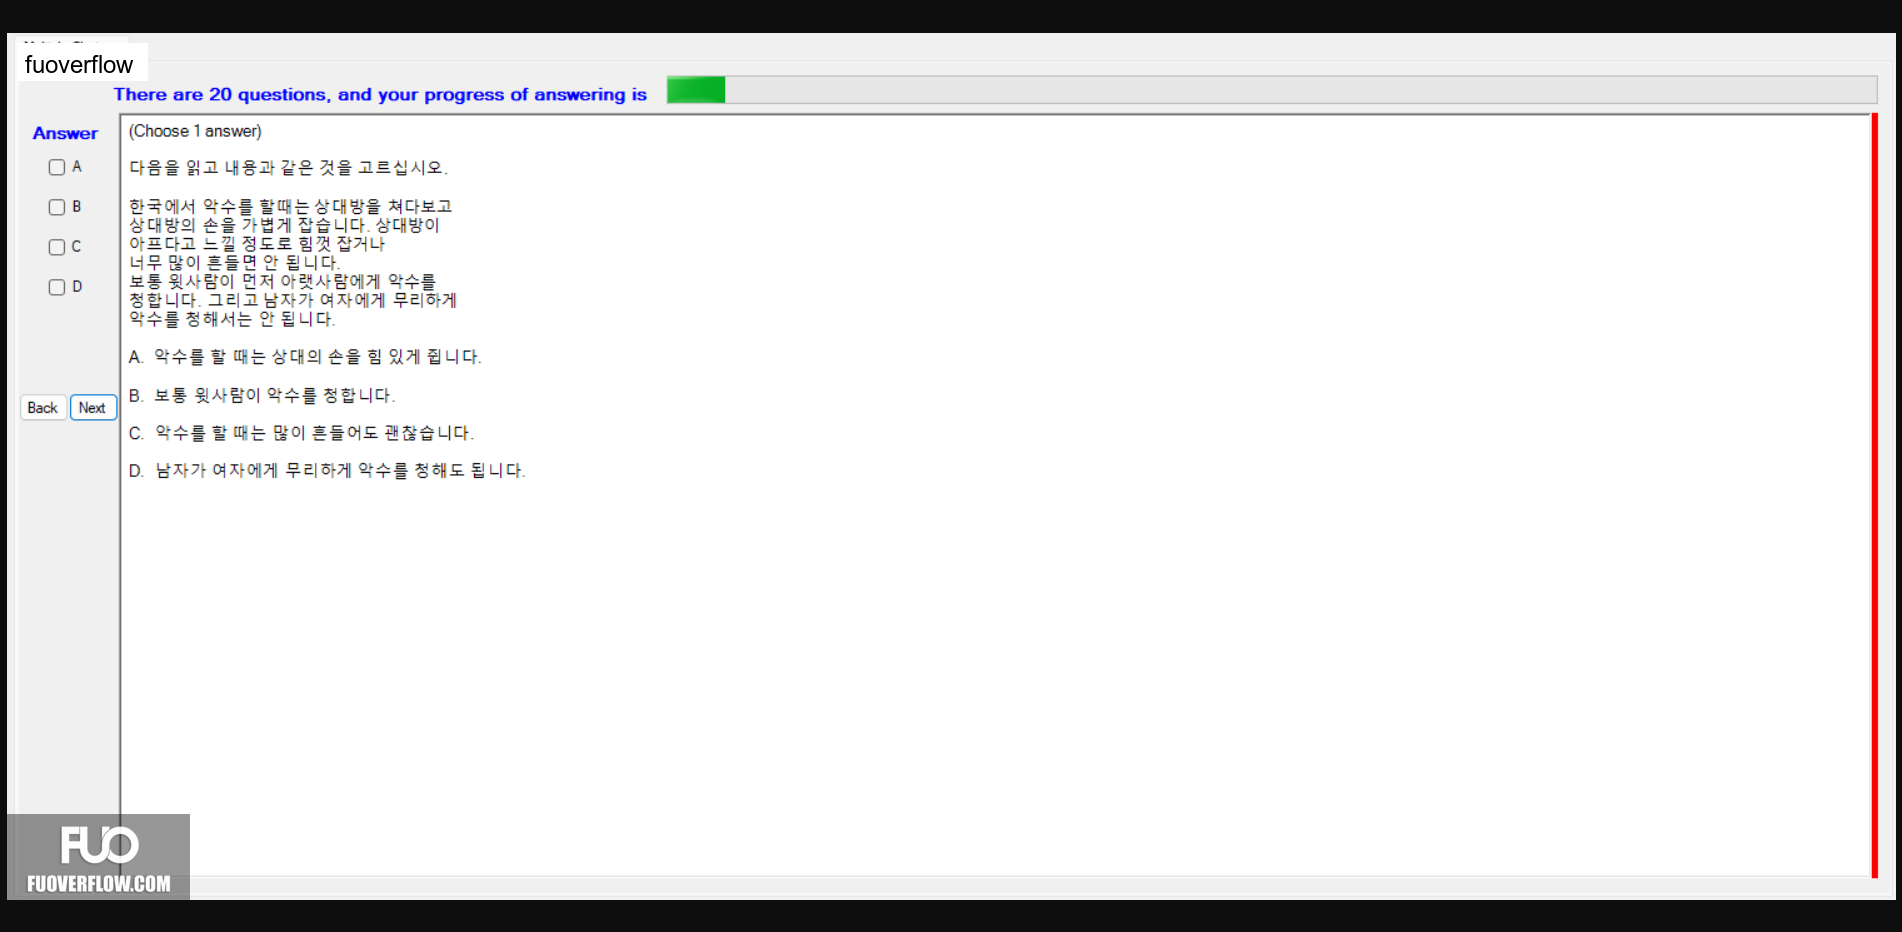 fuoverflow
There are 20 questions, and your progress of answering is
Answer
A
B
C
D
Back
Next
(Choose 1 answer)
다음을 읽고 내용과 같은 것을 고르십시오.
한국에서 악수를 할때는 상대방을 쳐다보고
상대방의 손을 가볍게 잡습니다. 상대방이
아프다고 느낄 정도로 힘껏 잡거나
너무 많이 흔들면 안 됩니다.
보통 윗사람이 먼저 아랫사람에게 악수를
청합니다. 그리고 남자가 여자에게 무리하게
악수를 청해서는 안 됩니다.
A. 악수를 할 때는 상대의 손을 힘 있게 쥡니다.
B. 보통 윗사람이 악수를 청합니다.
C. 악수를 할 때는 많이 흔들어도 괜찮습니다.
D. 남자가 여자에게 무리하게 악수를 청해도 됩니다.
FUO
FUOVERFLOW.COM